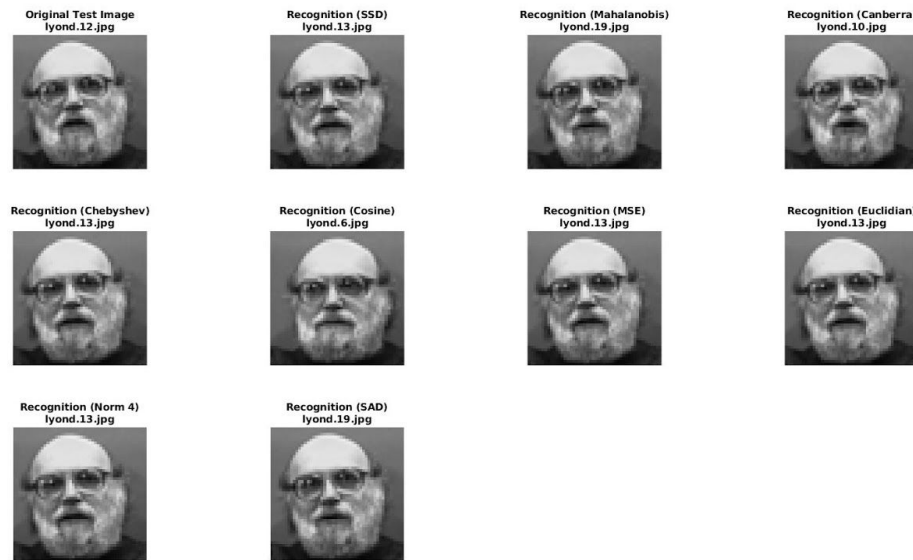 Original Test Image
lyond.12.jpg
Recognition (SSD)
lyond.13.jpg
Recognition (Mahalanobis)
lyond.19.jpg
Recognition (Canberra
lyond.10.jpg
Recognition (Chebyshev)
lyond.13.jpg
Recognition (Cosine)
lyond.6.jpg
Recognition (MSE)
lyond.13.jpg
Recognition (Euclidian)
lyond.13.jpg
Recognition (Norm 4)
lyond.13.jpg
Recognition (SAD)
lyond.19.jpg